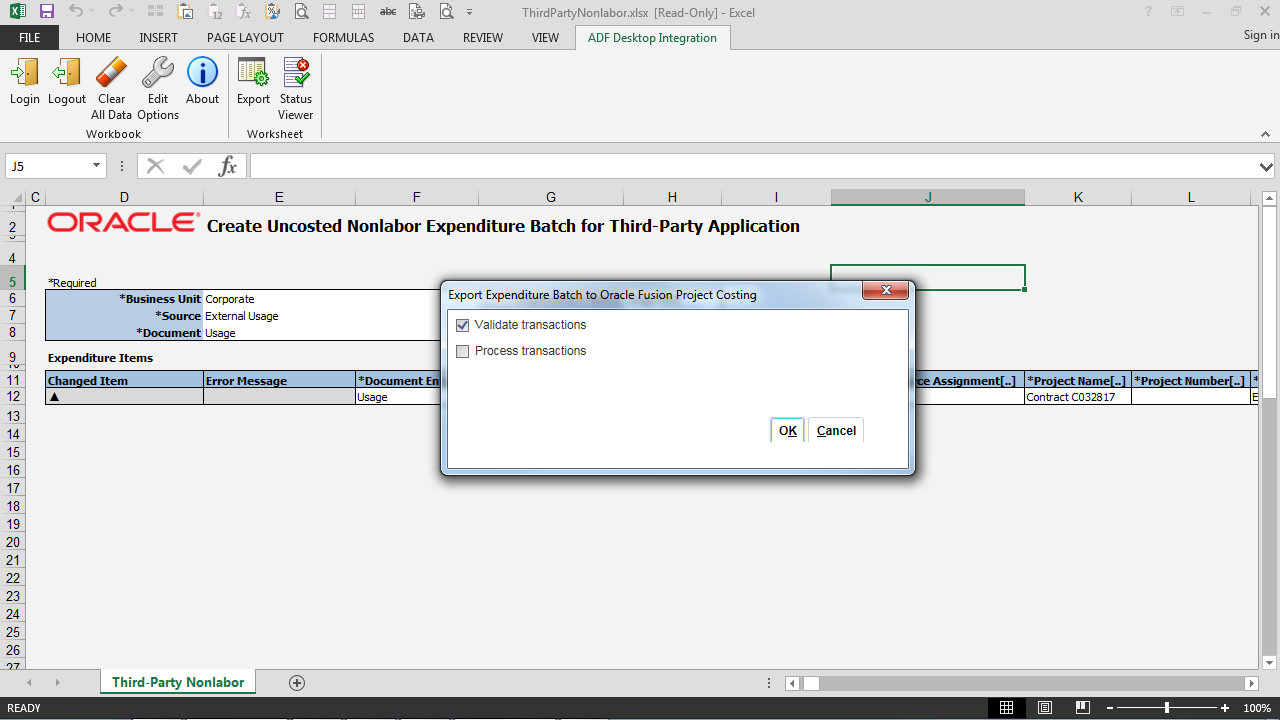 ThirdPartyNonlabor.xlsx [Read-Only] - Excel
FILE HOME INSERT PAGE LAYOUT FORMULAS DATA REVIEW VIEW ADF Desktop Integration Sign in
Login Logout Clear All Data Edit Options About Export Status Viewer
Workbook Worksheet
J5 fx
C D E F G H I J K L
2 ORACLE Create Uncosted Nonlabor Expenditure Batch for Third-Party Application
4
5 *Required
6 *Business Unit Corporate
7 *Source External Usage
8 *Document Usage
9 Expenditure Items
11 Changed Item Error Message *Document En ce Assignment[..] *Project Name[..] *Project Number[..] *
12 ▲ Usage Contract C032817 E
Export Expenditure Batch to Oracle Fusion Project Costing
Validate transactions
Process transactions
OK Cancel
13
14
15
16
17
18
19
20
21
22
23
24
25
26
27
Third-Party Nonlabor
READY 100%